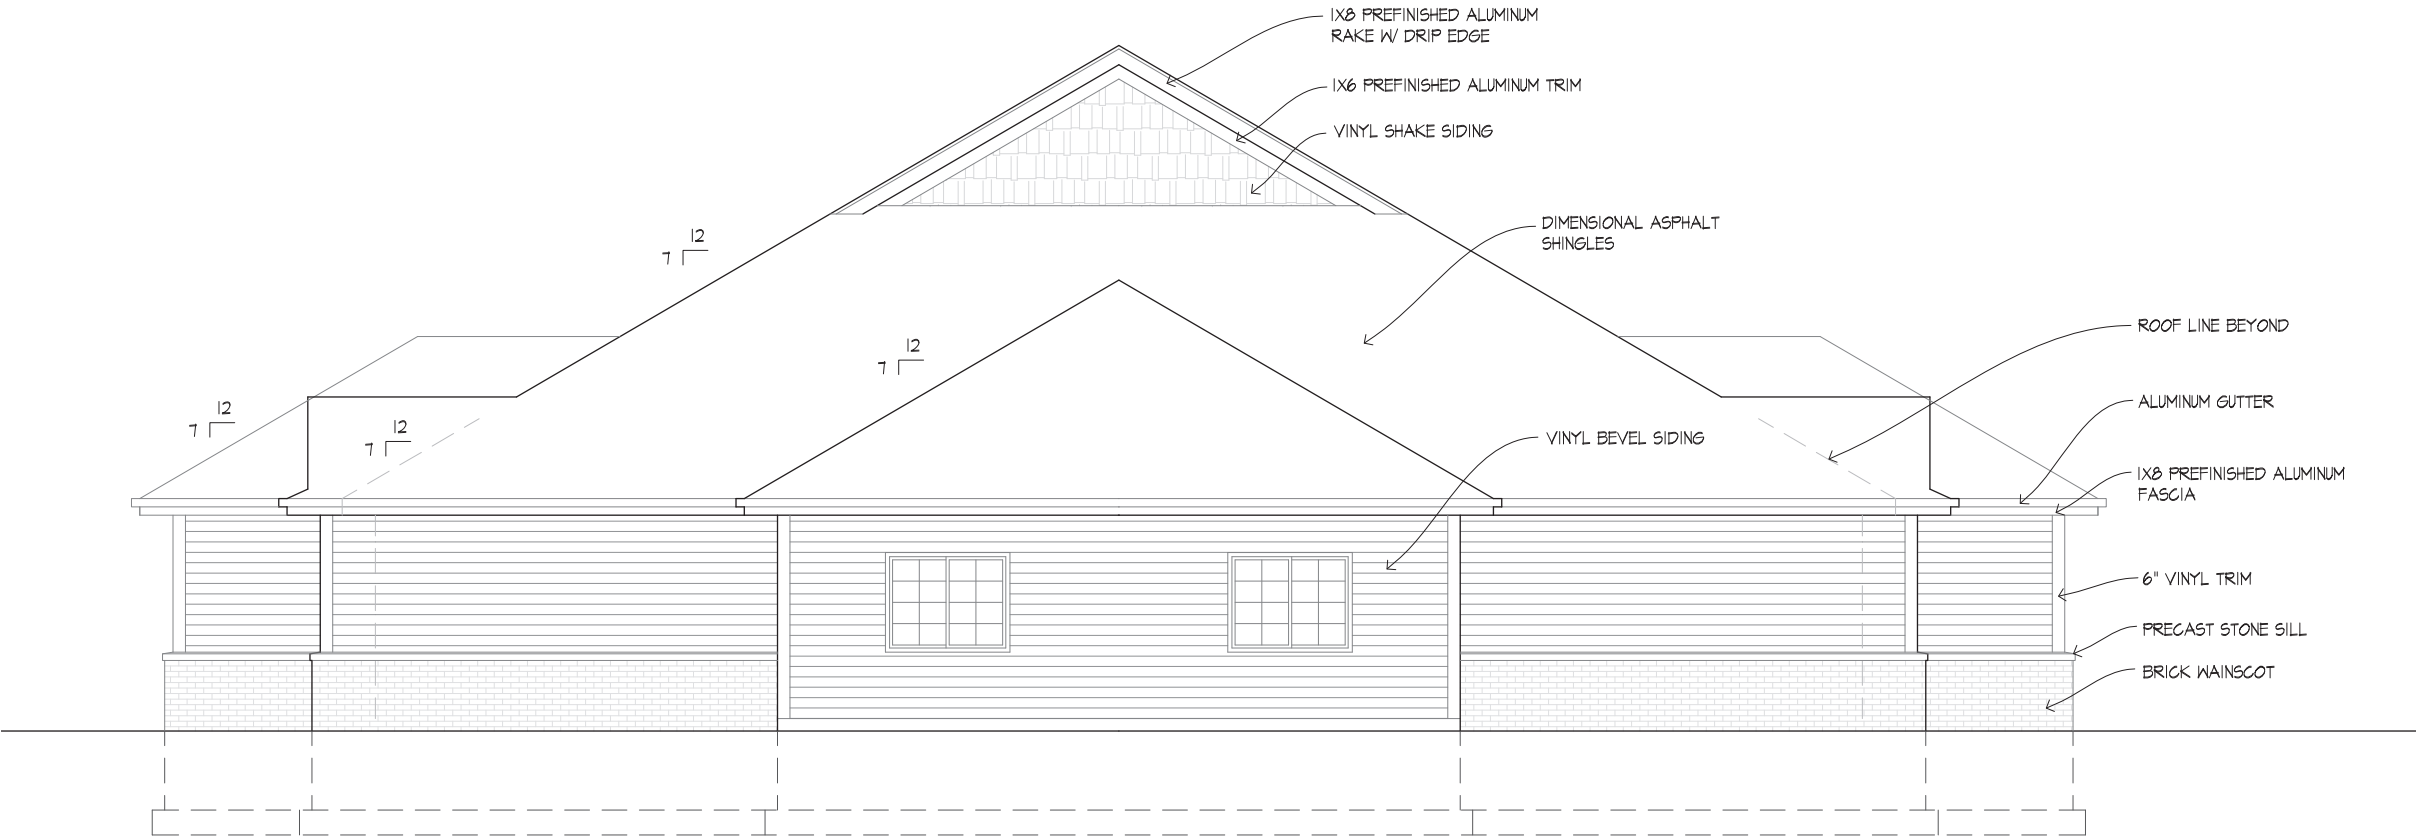 1X8 PREFINISHED ALUMINUM
RAKE W/ DRIP EDGE
1X6 PREFINISHED ALUMINUM TRIM
VINYL SHAKE SIDING
DIMENSIONAL ASPHALT
SHINGLES
12
7
ROOF LINE BEYOND
12
7
ALUMINUM GUTTER
12
7
12
7
VINYL BEVEL SIDING
1X8 PREFINISHED ALUMINUM
FASCIA
6" VINYL TRIM
PRECAST STONE SILL
BRICK WAINSCOT